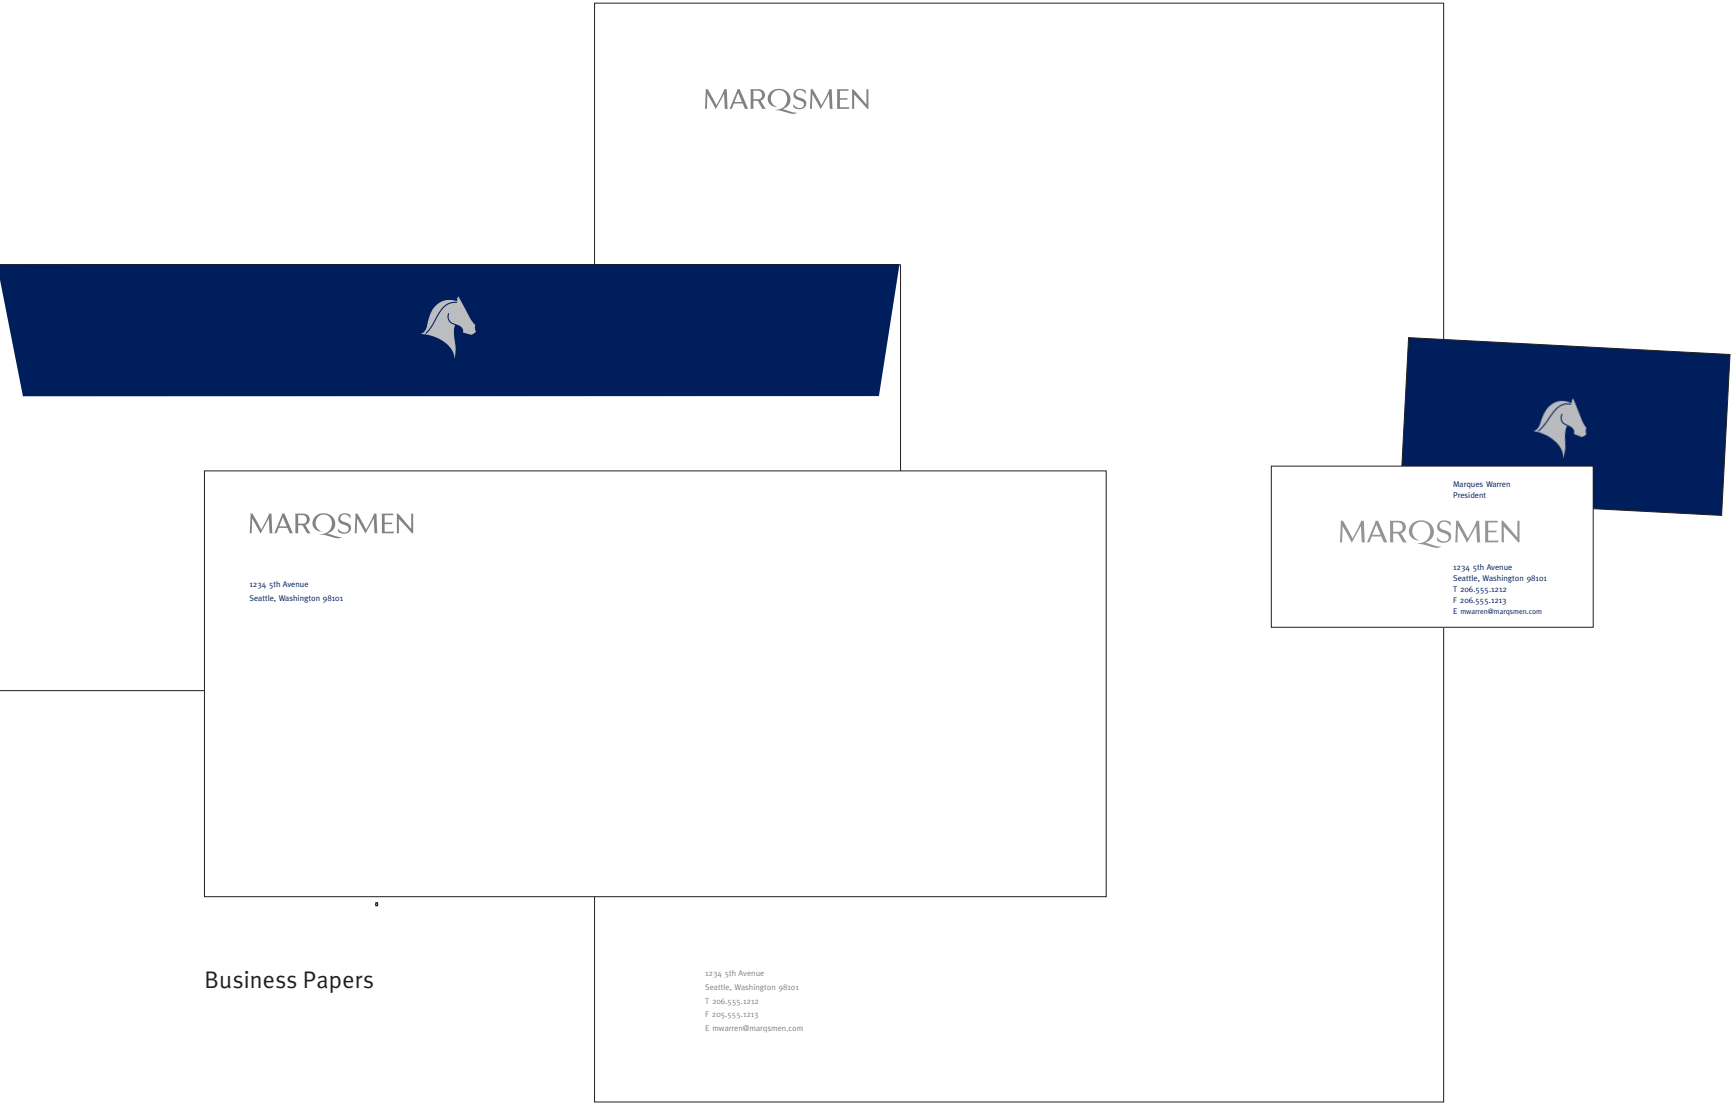 MARQSMEN
MARQSMEN
1234 5th Avenue
Seattle, Washington 98101
Marques Warren
President
MARQSMEN
1234 5th Avenue
Seattle, Washington 98101
T 206.555.1212
F 206.555.1213
E mwarren@marqsmen.com
Business Papers
1234 5th Avenue
Seattle, Washington 98101
T 206.555.1212
F 205.555.1213
E mwarren@marqsmen.com